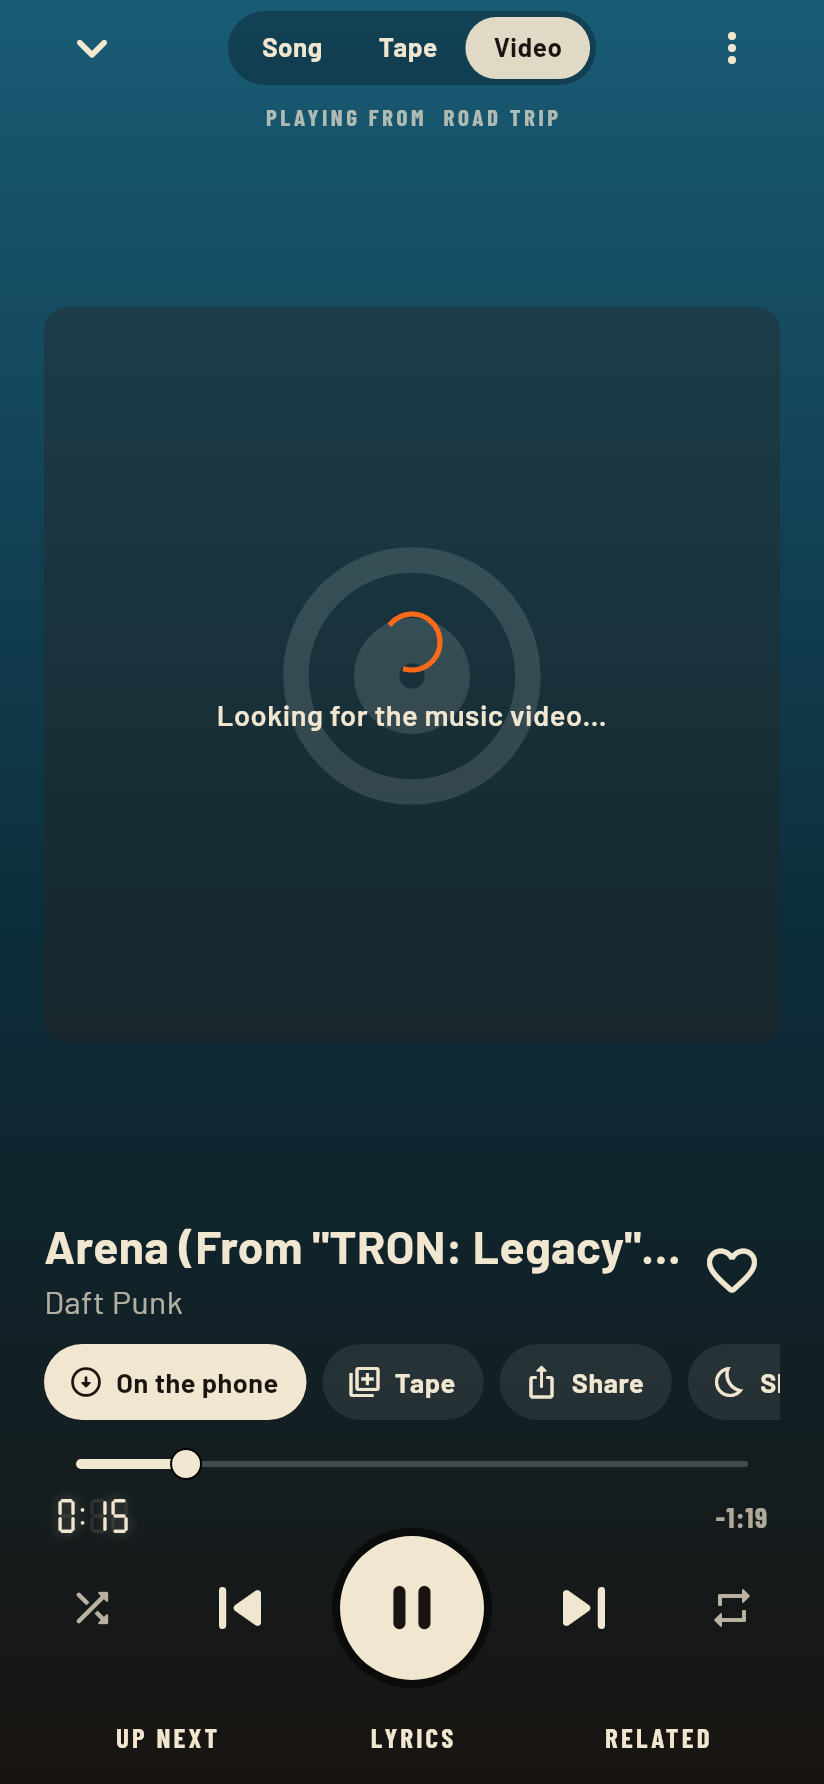 Song Tape Video
PLAYING FROM ROAD TRIP
Looking for the music video...
Arena (From "TRON: Legacy"...
Daft Punk
On the phone Tape Share
0:15 -1:19
UP NEXT LYRICS RELATED